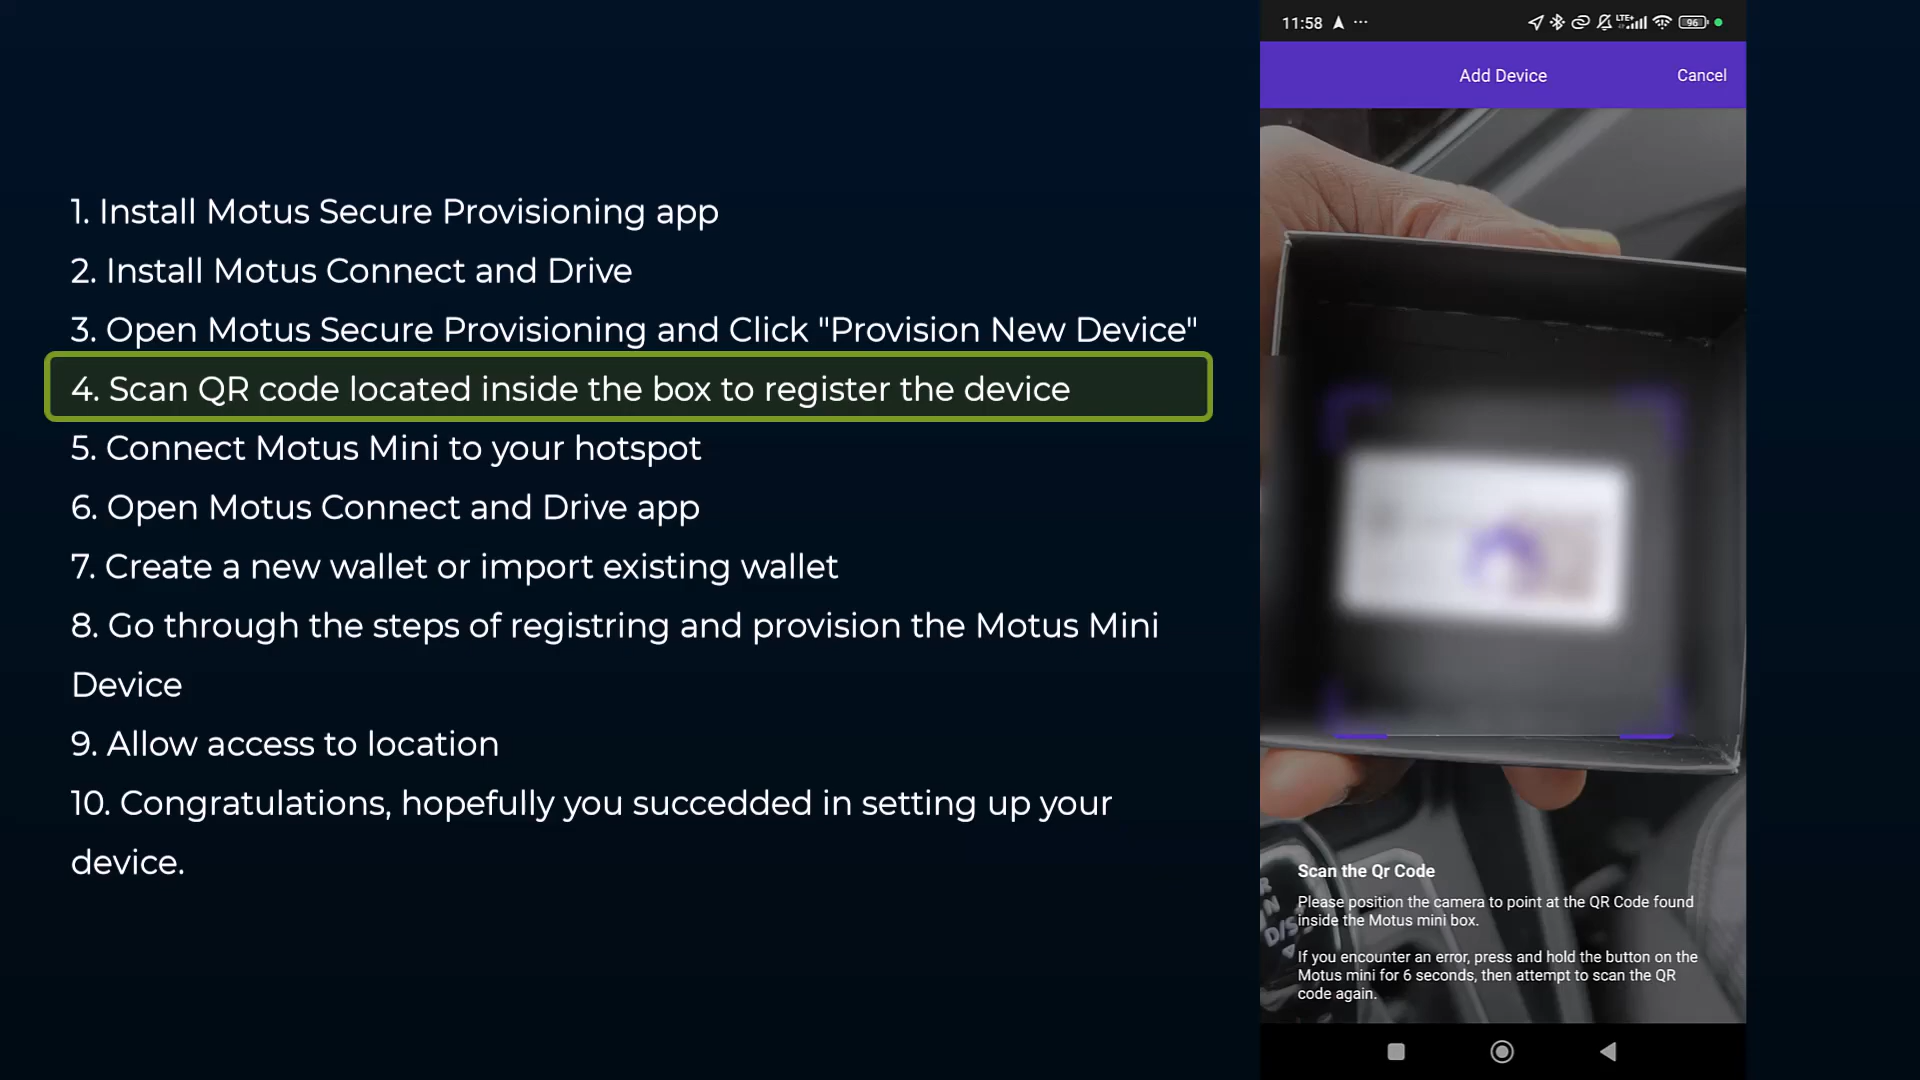 1. Install Motus Secure Provisioning app
2. Install Motus Connect and Drive
3. Open Motus Secure Provisioning and Click "Provision New Device"
4. Scan QR code located inside the box to register the device
5. Connect Motus Mini to your hotspot
6. Open Motus Connect and Drive app
7. Create a new wallet or import existing wallet
8. Go through the steps of registring and provision the Motus Mini
Device
9. Allow access to location
10. Congratulations, hopefully you succedded in setting up your
device.
11:58
LTE+
96
Add Device
Cancel
Scan the Qr Code
Please position the camera to point at the QR Code found
inside the Motus mini box.
If you encounter an error, press and hold the button on the
Motus mini for 6 seconds, then attempt to scan the QR
code again.